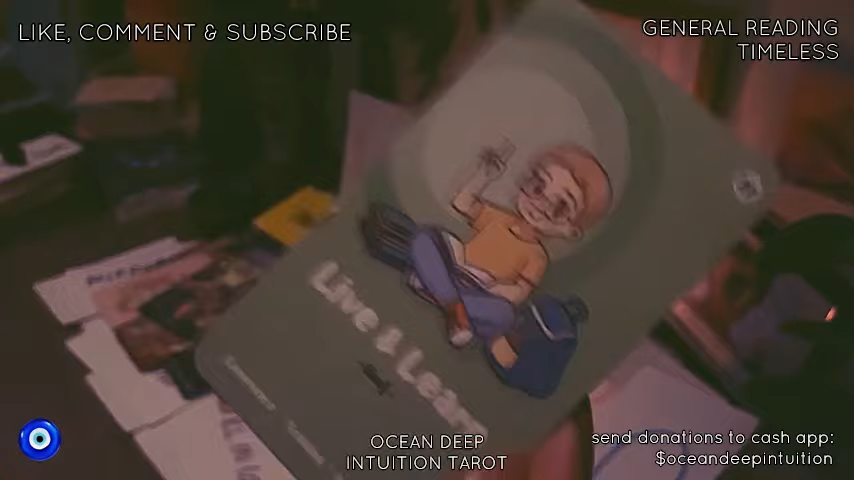 LIKE, COMMENT & SUBSCRIBE
GENERAL READING
TIMELESS
Live & Learn
OCEAN DEEP
INTUITION TAROT
send donations to cash app:
$oceandeepintuition